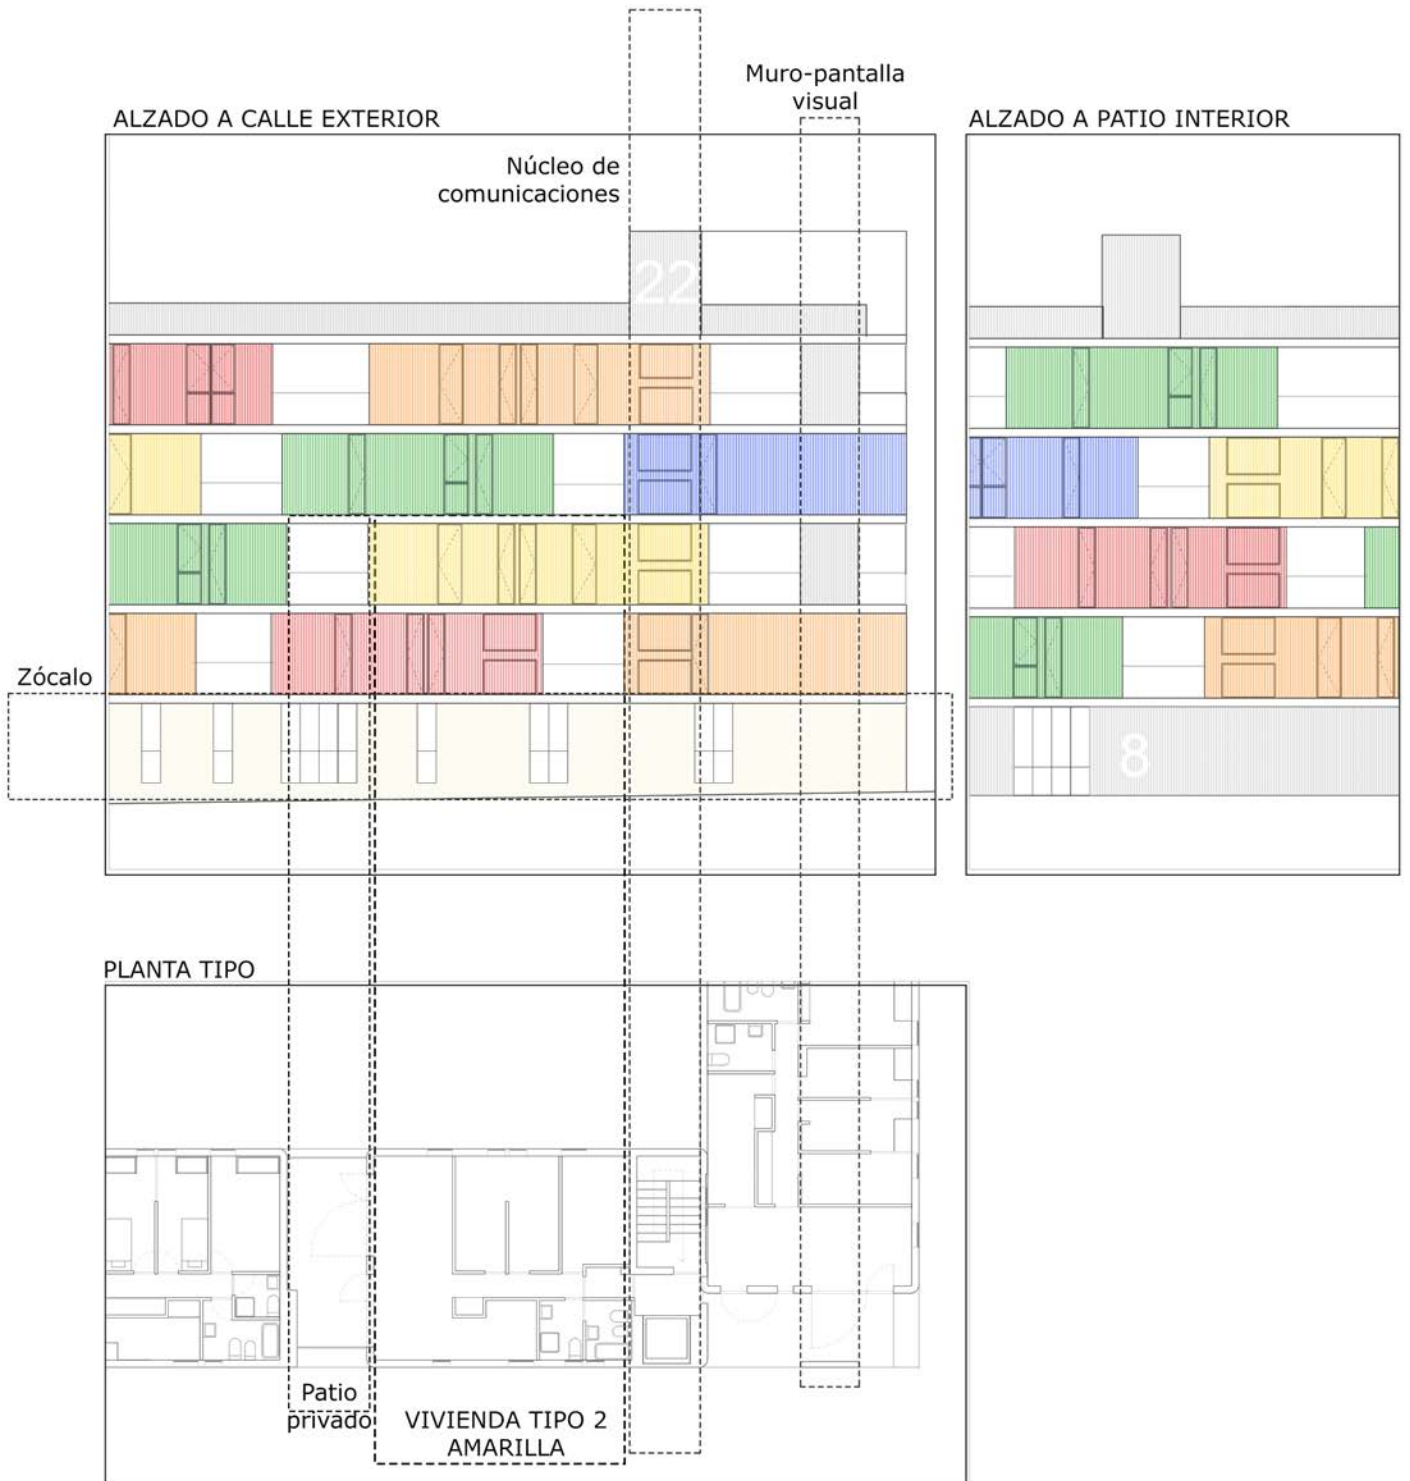 Muro-pantalla
visual
ALZADO A CALLE EXTERIOR
ALZADO A PATIO INTERIOR
Núcleo de
comunicaciones
22
Zócalo
8
PLANTA TIPO
Patio
privado
VIVIENDA TIPO 2
AMARILLA